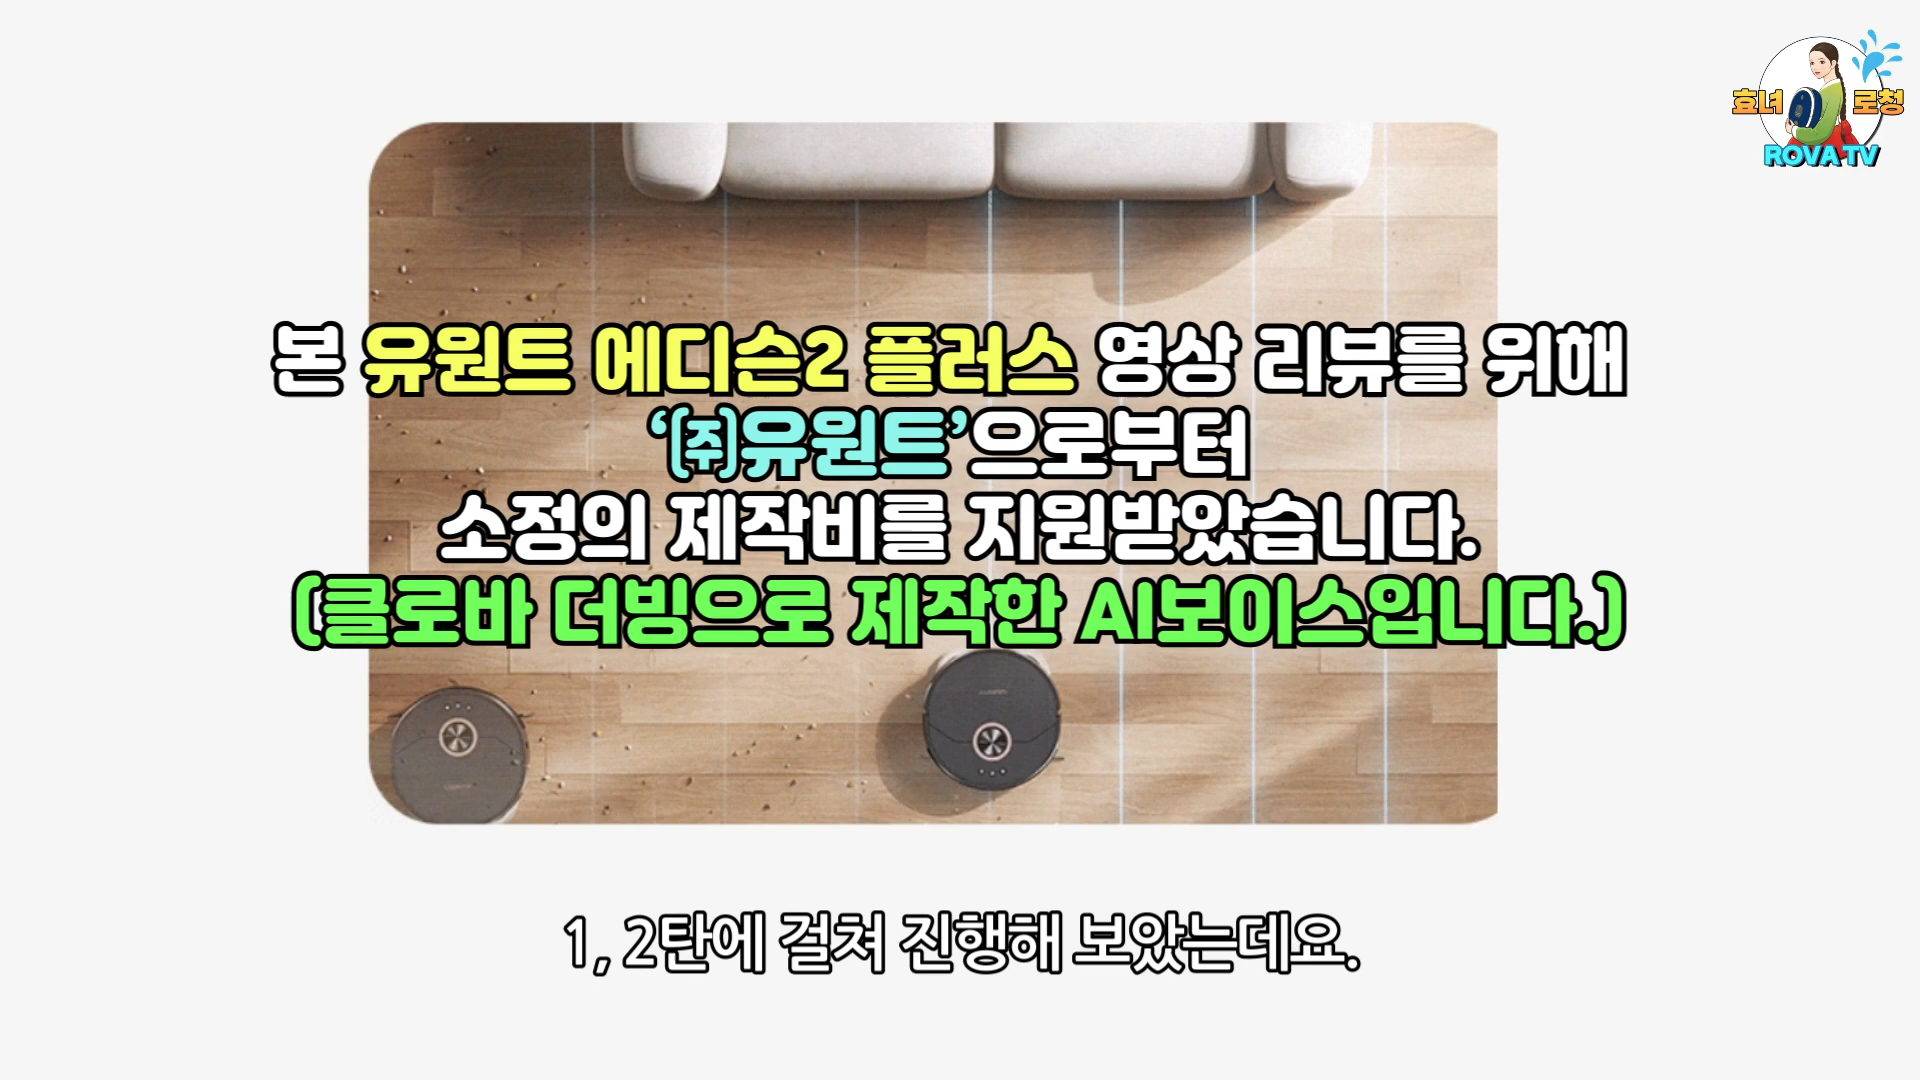 효녀 로청
ROVA TV
본 유원트 에디슨2 플러스 영상 리뷰를 위해
‘(주)유원트’으로부터
소정의 제작비를 지원받았습니다.
(클로바 더빙으로 제작한 AI보이스입니다.)
1, 2탄에 걸쳐 진행해 보았는데요.